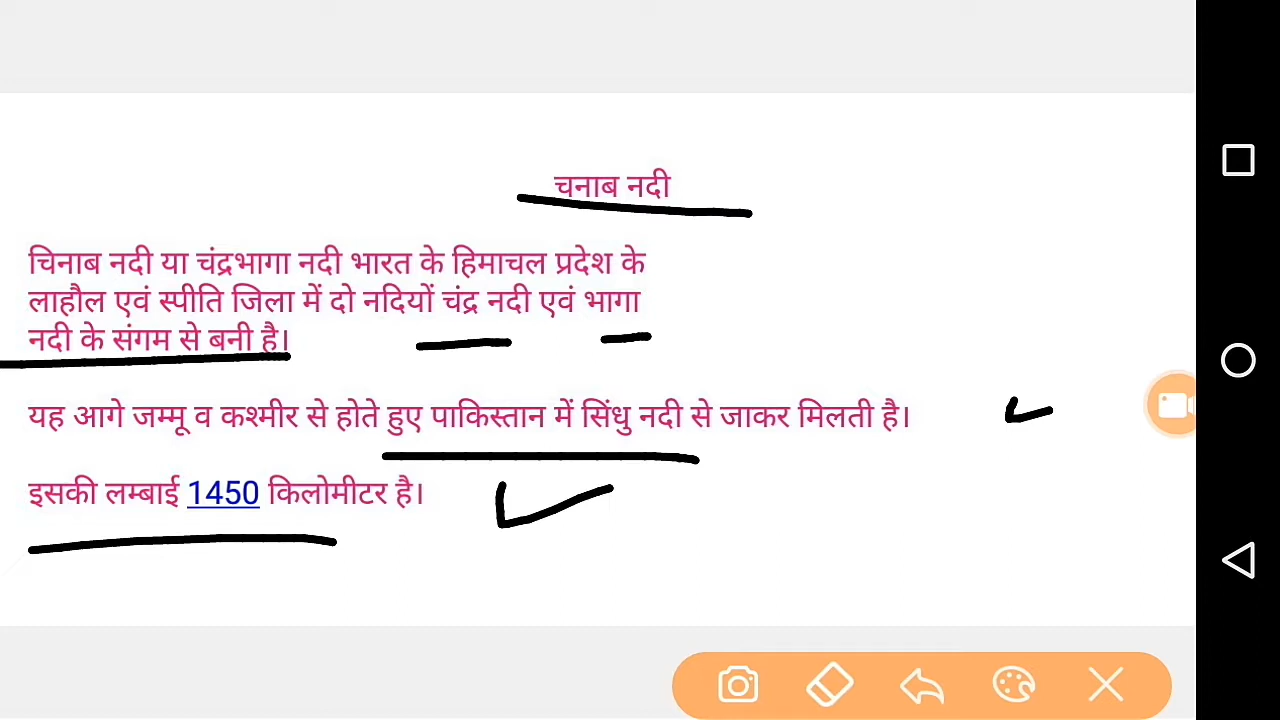 चनाब नदी
चिनाब नदी या चंद्रभागा नदी भारत के हिमाचल प्रदेश के
लाहौल एवं स्पीति जिला में दो नदियों चंद्र नदी एवं भागा
नदी के संगम से बनी है।
यह आगे जम्मू व कश्मीर से होते हुए पाकिस्तान में सिंधु नदी से जाकर मिलती है।
इसकी लम्बाई 1450 किलोमीटर है।